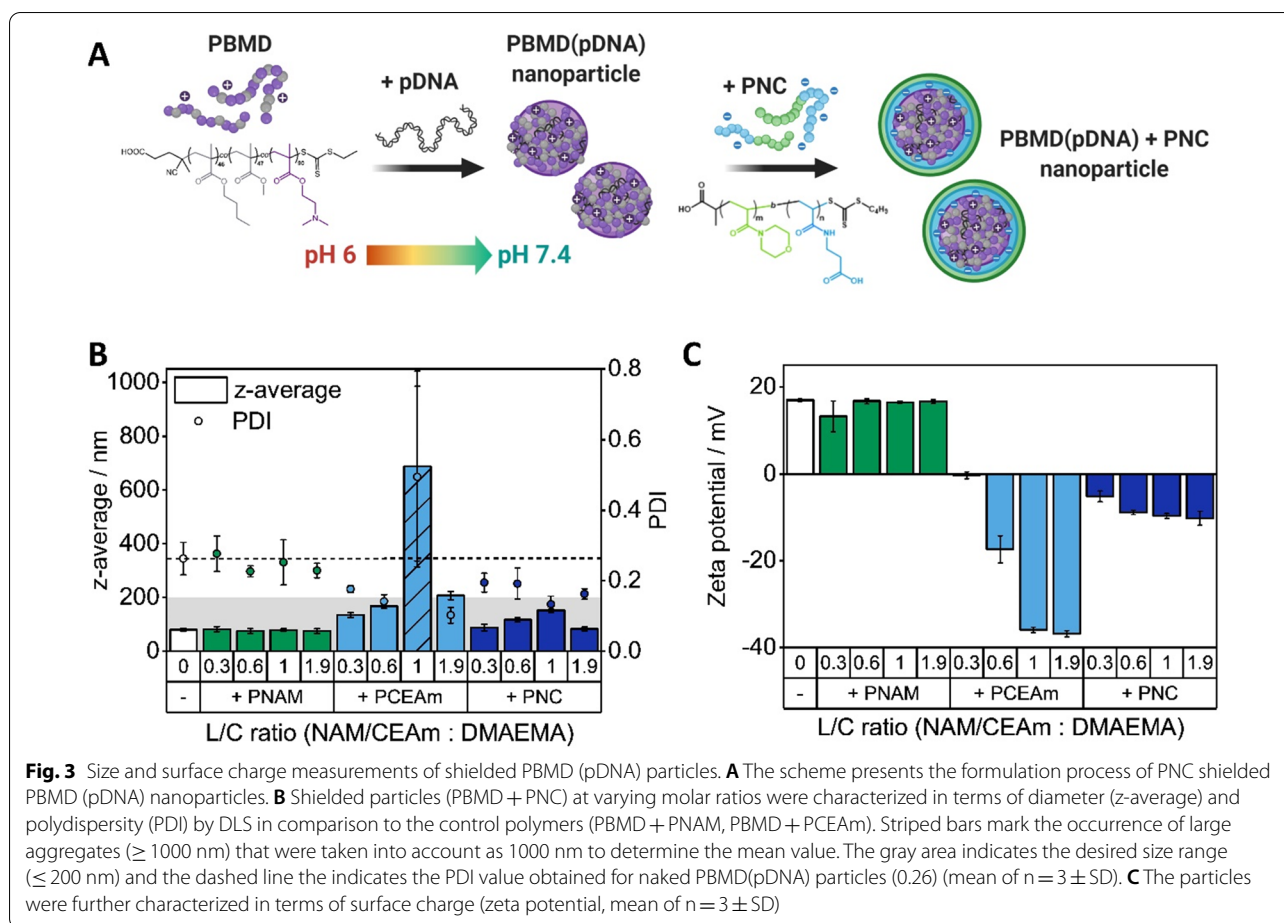 A
PBMD
+ pDNA
PBMD(pDNA)
nanoparticle
+ PNC
PBMD(pDNA) + PNC
nanoparticle
HOOC
NC
co
46
co
47
92
S
S
S
O
O
O
O
O
O
N
pH 6
pH 7.4
HO
O
m
b
n
S
S
C₄H₉
S
O
N
O
O
NH
O
OH
B
z-average / nm
1000
800
600
400
200
0
z-average
PDI
0.8
0.6
0.4
0.2
0.0
PDI
0 0.3 0.6 1 1.9 0.3 0.6 1 1.9 0.3 0.6 1 1.9
- + PNAM + PCEAm + PNC
L/C ratio (NAM/CEAm : DMAEMA)
C
Zeta potential / mV
20
0
-20
-40
0 0.3 0.6 1 1.9 0.3 0.6 1 1.9 0.3 0.6 1 1.9
- + PNAM + PCEAm + PNC
L/C ratio (NAM/CEAm : DMAEMA)
Fig. 3 Size and surface charge measurements of shielded PBMD (pDNA) particles. A The scheme presents the formulation process of PNC shielded
PBMD (pDNA) nanoparticles. B Shielded particles (PBMD + PNC) at varying molar ratios were characterized in terms of diameter (z-average) and
polydispersity (PDI) by DLS in comparison to the control polymers (PBMD + PNAM, PBMD + PCEAm). Striped bars mark the occurrence of large
aggregates (≥ 1000 nm) that were taken into account as 1000 nm to determine the mean value. The gray area indicates the desired size range
(≤ 200 nm) and the dashed line the indicates the PDI value obtained for naked PBMD(pDNA) particles (0.26) (mean of n = 3 ± SD). C The particles
were further characterized in terms of surface charge (zeta potential, mean of n = 3 ± SD)